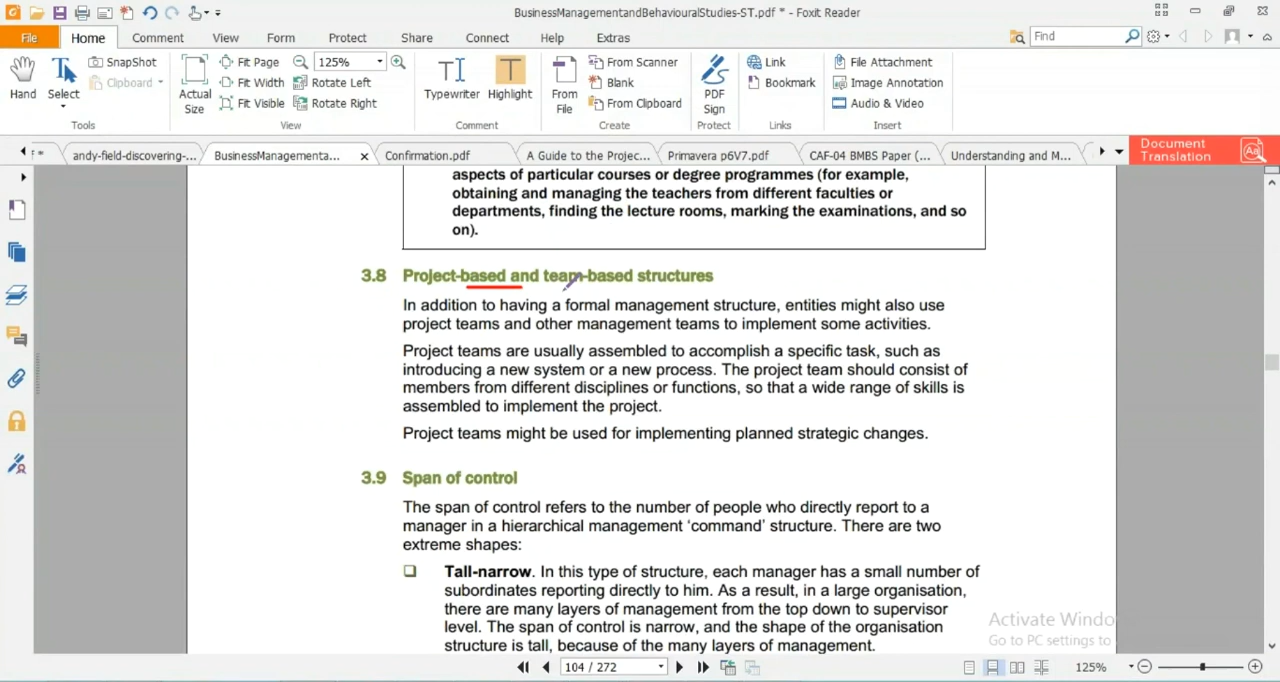 BusinessManagementandBehaviouralStudies-ST.pdf * - Foxit Reader
File Home Comment View Form Protect Share Connect Help Extras Find
Hand Select SnapShot Clipboard Actual Size Fit Page Fit Width Fit Visible 125% Rotate Left Rotate Right Typewriter Highlight From File From Scanner Blank From Clipboard PDF Sign Link Bookmark File Attachment Image Annotation Audio & Video
Tools View Comment Create Protect Links Insert
andy-field-discovering-... BusinessManagementa... Confirmation.pdf A Guide to the Projec... Primavera p6V7.pdf CAF-04 BMBS Paper (... Understanding and M... Document Translation
aspects of particular courses or degree programmes (for example,
obtaining and managing the teachers from different faculties or
departments, finding the lecture rooms, marking the examinations, and so
on).
3.8 Project-based and team-based structures
In addition to having a formal management structure, entities might also use
project teams and other management teams to implement some activities.
Project teams are usually assembled to accomplish a specific task, such as
introducing a new system or a new process. The project team should consist of
members from different disciplines or functions, so that a wide range of skills is
assembled to implement the project.
Project teams might be used for implementing planned strategic changes.
3.9 Span of control
The span of control refers to the number of people who directly report to a
manager in a hierarchical management ‘command’ structure. There are two
extreme shapes:
Tall-narrow. In this type of structure, each manager has a small number of
subordinates reporting directly to him. As a result, in a large organisation,
there are many layers of management from the top down to supervisor
level. The span of control is narrow, and the shape of the organisation
structure is tall, because of the many layers of management.
Activate Windo
Go to PC settings to
104 / 272 125%